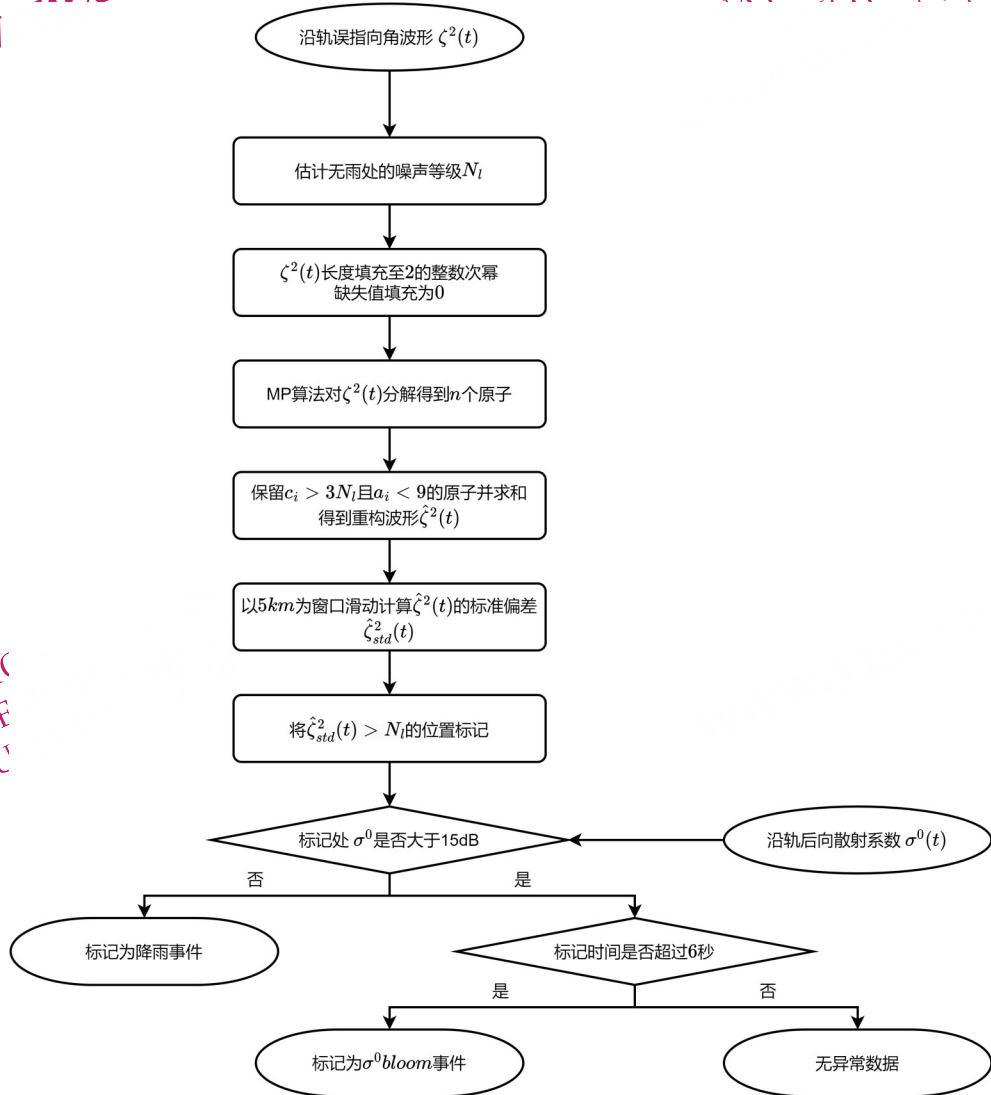 沿轨误指向角波形 ζ²(t)
估计无雨处的噪声等级Nₗ
ζ²(t)长度填充至2的整数次幂
缺失值填充为0
MP算法对ζ²(t)分解得到n个原子
保留cᵢ > 3Nₗ且aᵢ < 9的原子并求和
得到重构波形ζ̂²(t)
以5km为窗口滑动计算ζ̂²(t)的标准偏差
ζ̂²_{std}(t)
将ζ̂²_{std}(t) > Nₗ的位置标记
标记处 σ⁰是否大于15dB
沿轨后向散射系数 σ⁰(t)
否
是
标记为降雨事件
标记时间是否超过6秒
是
否
标记为σ⁰bloom事件
无异常数据